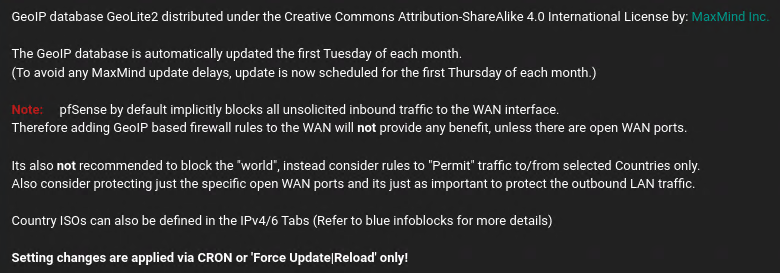 GeoIP database GeoLite2 distributed under the Creative Commons Attribution-ShareAlike 4.0 International License by: MaxMind Inc.
The GeoIP database is automatically updated the first Tuesday of each month.
(To avoid any MaxMind update delays, update is now scheduled for the first Thursday of each month.)
Note: pfSense by default implicitly blocks all unsolicited inbound traffic to the WAN interface.
Therefore adding GeoIP based firewall rules to the WAN will not provide any benefit, unless there are open WAN ports.
Its also not recommended to block the "world", instead consider rules to "Permit" traffic to/from selected Countries only.
Also consider protecting just the specific open WAN ports and its just as important to protect the outbound LAN traffic.
Country ISOs can also be defined in the IPv4/6 Tabs (Refer to blue infoblocks for more details)
Setting changes are applied via CRON or 'Force Update|Reload' only!